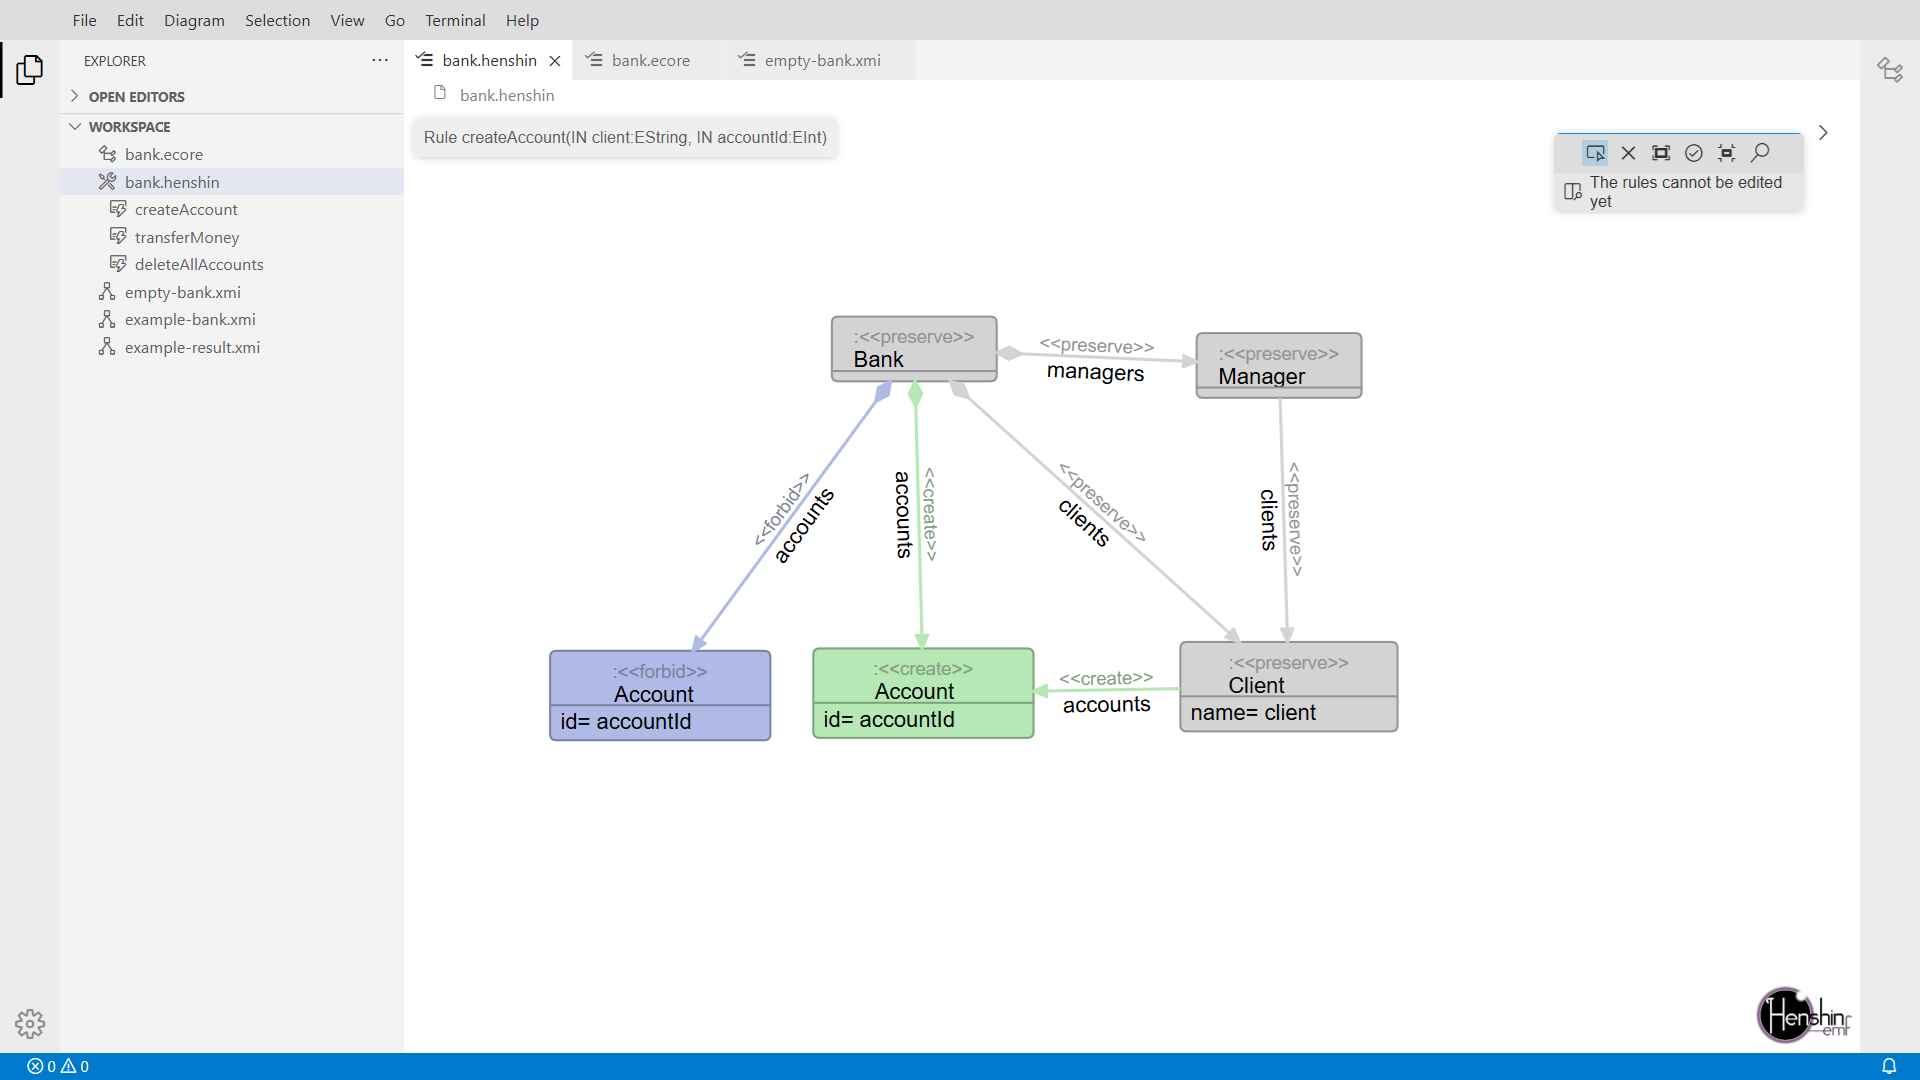 File Edit Diagram Selection View Go Terminal Help
EXPLORER
OPEN EDITORS
WORKSPACE
bank.ecore
bank.henshin
createAccount
transferMoney
deleteAllAccounts
empty-bank.xmi
example-bank.xmi
example-result.xmi
bank.henshin
bank.ecore
empty-bank.xmi
bank.henshin
Rule createAccount(IN client:EString, IN accountId:EInt)
The rules cannot be edited
yet
:<<preserve>>
Bank
<<preserve>>
managers
:<<preserve>>
Manager
<<forbid>>
accounts
accounts
<<create>>
<<preserve>>
clients
clients
<<preserve>>
:<<forbid>>
Account
id= accountId
:<<create>>
Account
id= accountId
<<create>>
accounts
:<<preserve>>
Client
name= client
Henshin
emf
0 0